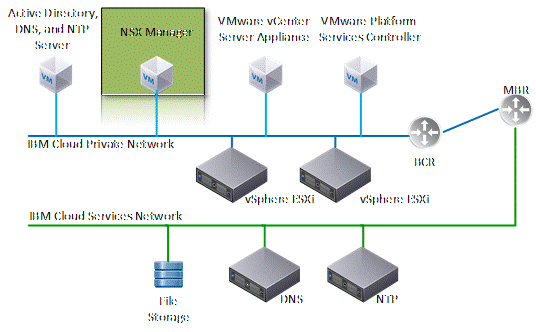 Active Directory,
DNS, and NTP
Server
NSX Manager
VMware vCenter
Server Appliance
VMware Platform
Services Controller
VM
VM
VM
VM
MBR
IBM Cloud Private Network
BCR
vSphere ESXi
vSphere ESXi
IBM Cloud Services Network
File
Storage
DNS
NTP